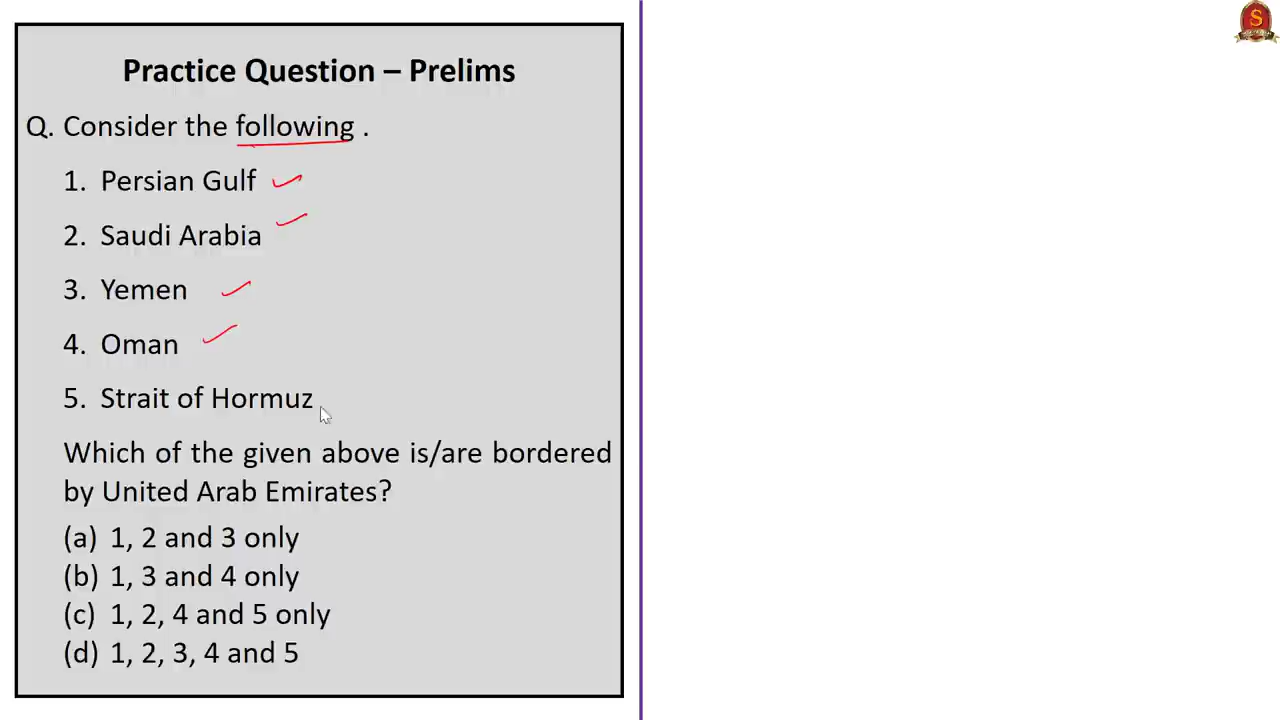 Practice Question – Prelims
Q. Consider the following .
1. Persian Gulf
2. Saudi Arabia
3. Yemen
4. Oman
5. Strait of Hormuz
Which of the given above is/are bordered
by United Arab Emirates?
(a) 1, 2 and 3 only
(b) 1, 3 and 4 only
(c) 1, 2, 4 and 5 only
(d) 1, 2, 3, 4 and 5
S